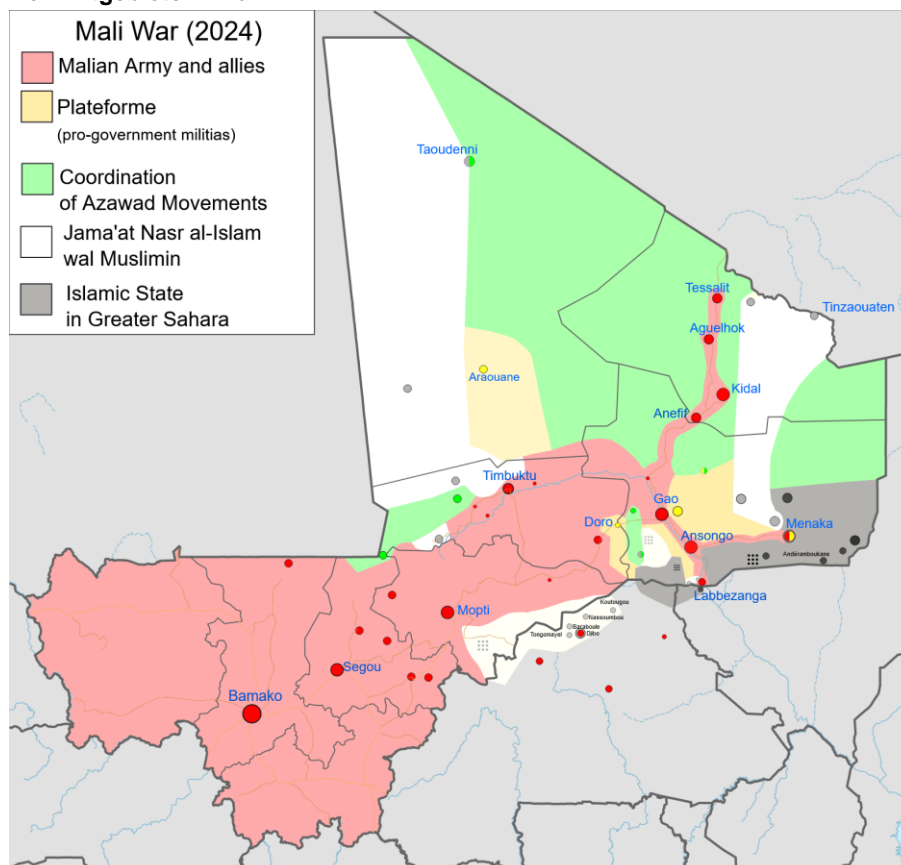 Mali War (2024)
Malian Army and allies
Plateforme
(pro-government militias)
Coordination
of Azawad Movements
Jama'at Nasr al-Islam
wal Muslimin
Islamic State
in Greater Sahara
Taoudenni
Tessalit
Tinzaouaten
Aguelhok
Araouane
Kidal
Anefif
Timbuktu
Gao
Doro
Menaka
Ansongo
Andéramboukane
Labbezanga
Koutougou
Mopti
Nassoumbou
Baraboule
Tongomayel
Djibo
Segou
Bamako